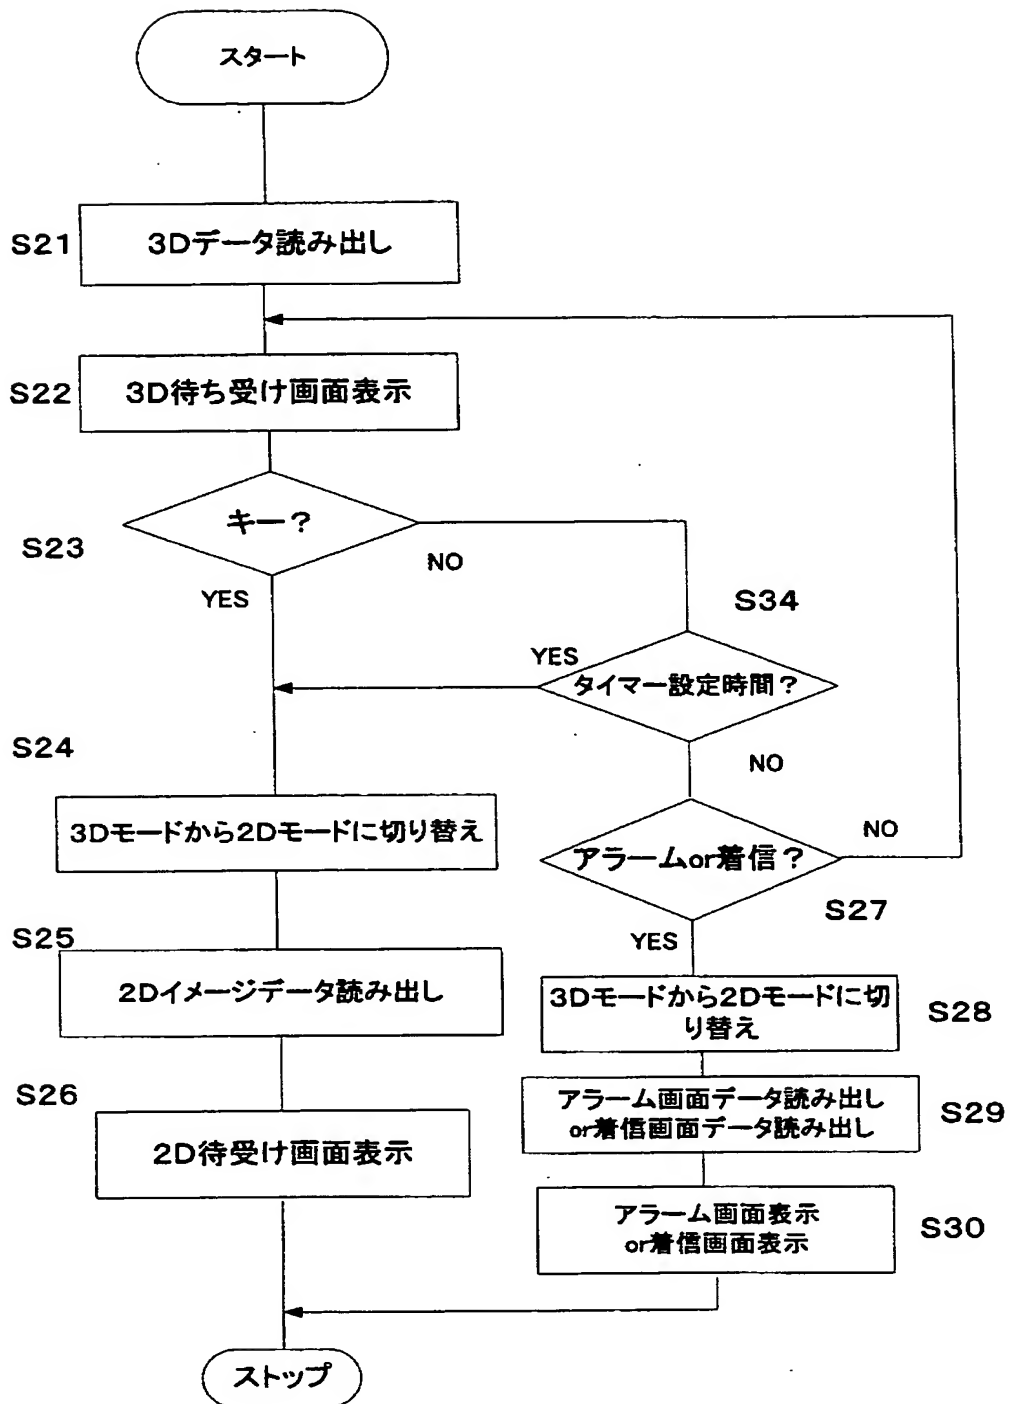 スタート
S21
3Dデータ読み出し
S22
3D待ち受け画面表示
S23
キー?
NO
YES
S34
YES
タイマー設定時間?
NO
S24
3Dモードから2Dモードに切り替え
アラームor着信?
NO
S27
YES
S25
2Dイメージデータ読み出し
3Dモードから2Dモードに切
り替え
S28
S26
2D待受け画面表示
アラーム画面データ読み出し
or着信画面データ読み出し
S29
アラーム画面表示
or着信画面表示
S30
ストップ